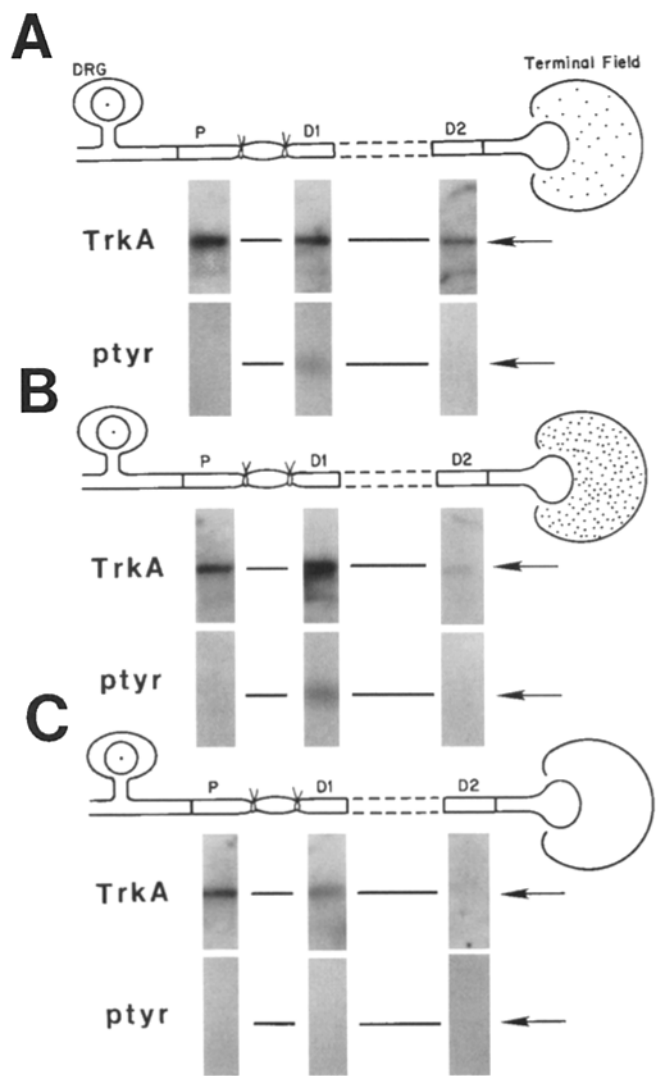 A
DRG
Terminal Field
P D1 D2
TrkA
ptyr
B
P D1 D2
TrkA
ptyr
C
P D1 D2
TrkA
ptyr